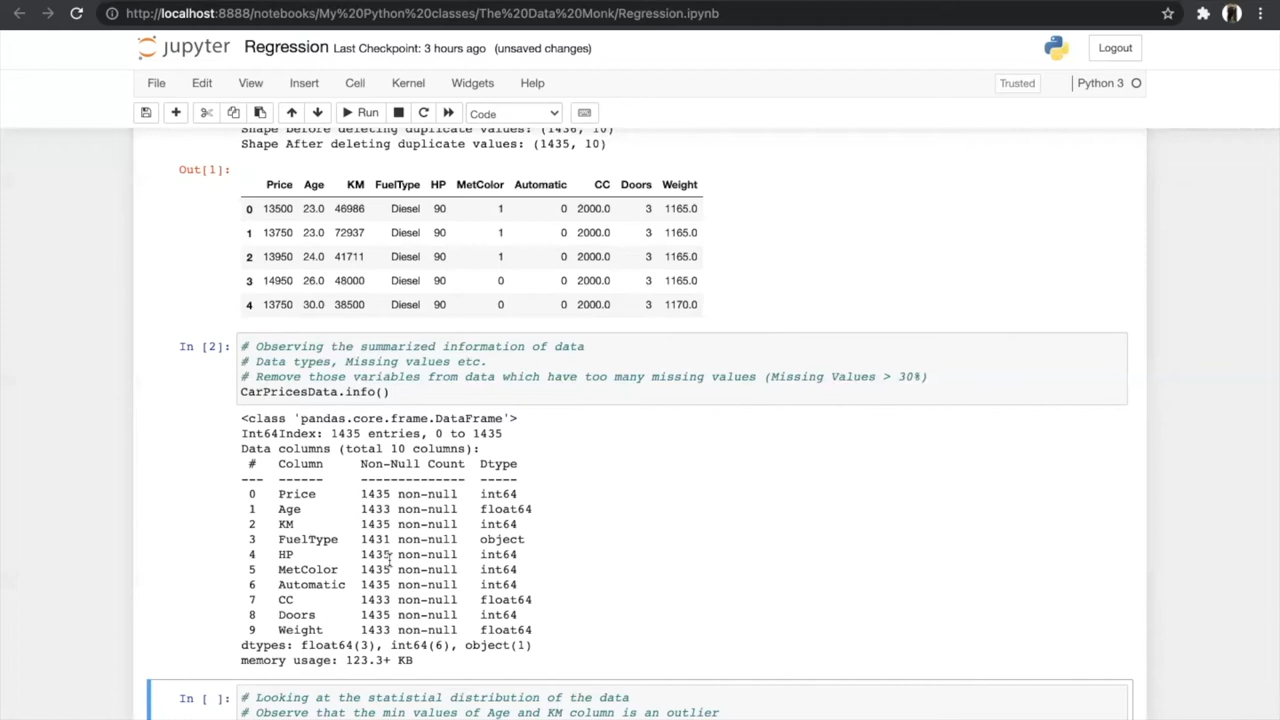 http://localhost:8888/notebooks/My%20Python%20classes/The%20Data%20Monk/Regression.ipynb
jupyter Regression Last Checkpoint: 3 hours ago (unsaved changes) Logout
File Edit View Insert Cell Kernel Widgets Help Trusted Python 3
Run Code
Shape Before deleting duplicate values: (1436, 10)
Shape After deleting duplicate values: (1435, 10)
Out[1]:
Price Age KM FuelType HP MetColor Automatic CC Doors Weight
0 13500 23.0 46986 Diesel 90 1 0 2000.0 3 1165.0
1 13750 23.0 72937 Diesel 90 1 0 2000.0 3 1165.0
2 13950 24.0 41711 Diesel 90 1 0 2000.0 3 1165.0
3 14950 26.0 48000 Diesel 90 0 0 2000.0 3 1165.0
4 13750 30.0 38500 Diesel 90 0 0 2000.0 3 1170.0
In [2]: # Observing the summarized information of data
# Data types, Missing values etc.
# Remove those variables from data which have too many missing values (Missing Values > 30%)
CarPricesData.info()
<class 'pandas.core.frame.DataFrame'>
Int64Index: 1435 entries, 0 to 1435
Data columns (total 10 columns):
# Column Non-Null Count Dtype
--- ------ -------------- -----
0 Price 1435 non-null int64
1 Age 1433 non-null float64
2 KM 1435 non-null int64
3 FuelType 1431 non-null object
4 HP 1435 non-null int64
5 MetColor 1435 non-null int64
6 Automatic 1435 non-null int64
7 CC 1433 non-null float64
8 Doors 1435 non-null int64
9 Weight 1433 non-null float64
dtypes: float64(3), int64(6), object(1)
memory usage: 123.3+ KB
In [ ]: # Looking at the statistial distribution of the data
# Observe that the min values of Age and KM column is an outlier